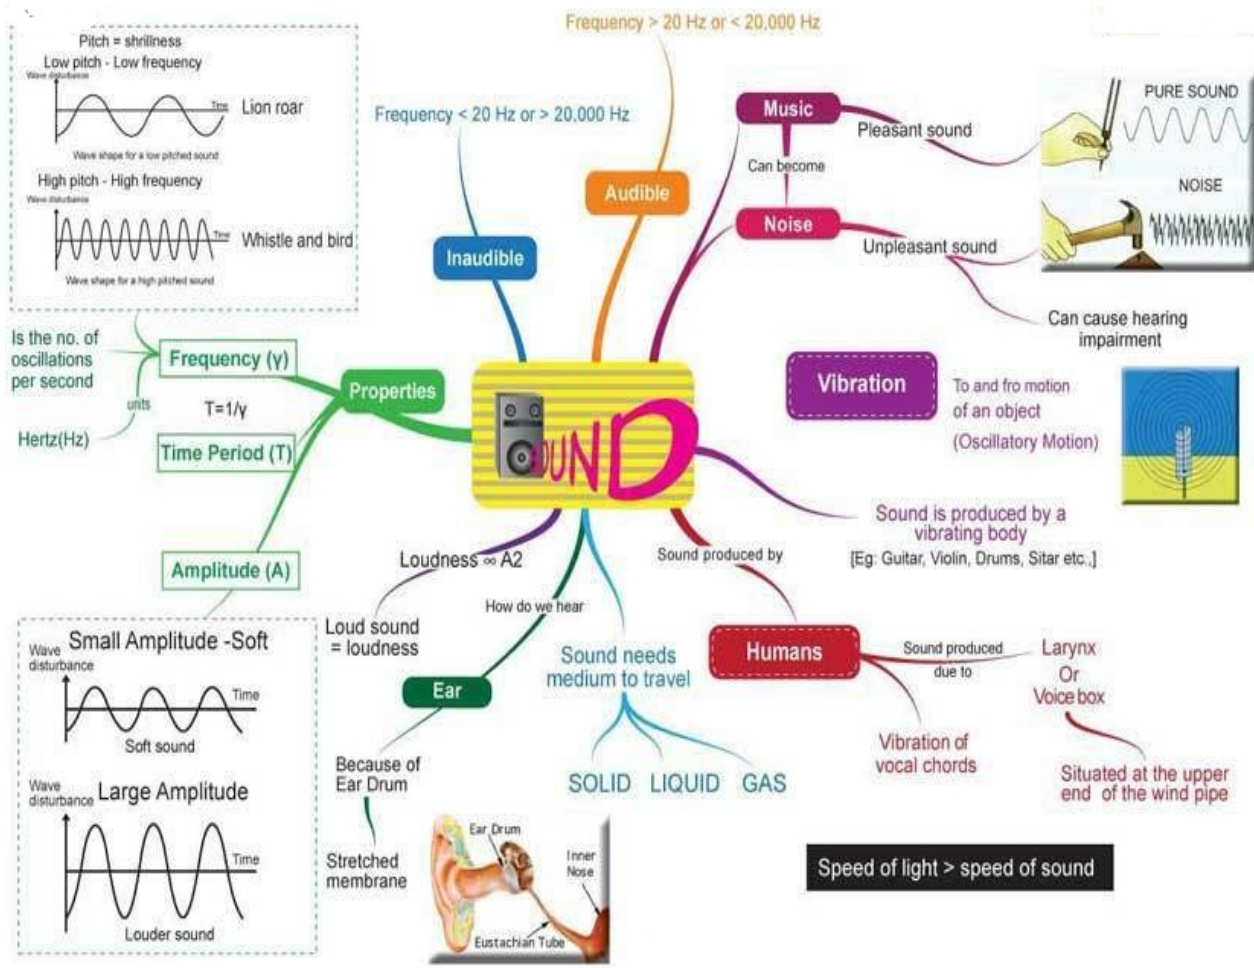 Pitch = shrillness
Low pitch - Low frequency
Wave disturbance
Time
Lion roar
Wave shape for a low pitched sound
High pitch - High frequency
Wave disturbance
Time
Whistle and bird
Wave shape for a high pitched sound
Frequency > 20 Hz or < 20.000 Hz
Frequency < 20 Hz or > 20.000 Hz
Inaudible
Audible
Music
Pleasant sound
Can become
Noise
Unpleasant sound
Can cause hearing
impairment
PURE SOUND
NOISE
Is the no. of
oscillations
per second
Frequency (γ)
units
Hertz(Hz)
T=1/γ
Time Period (T)
Properties
Amplitude (A)
SOUND
Vibration
To and fro motion
of an object
(Oscillatory Motion)
Sound is produced by a
vibrating body
[Eg: Guitar, Violin, Drums, Sitar etc.,]
Small Amplitude -Soft
Wave
disturbance
Time
Soft sound
Wave
disturbance
Large Amplitude
Time
Louder sound
Loudness ∞ A2
Loud sound
= loudness
How do we hear
Ear
Because of
Ear Drum
Stretched
membrane
Ear Drum
Inner
Nose
Eustachian Tube
Sound needs
medium to travel
SOLID LIQUID GAS
Sound produced by
Humans
Sound produced
due to
Larynx
Or
Voice box
Vibration of
vocal chords
Situated at the upper
end of the wind pipe
Speed of light > speed of sound